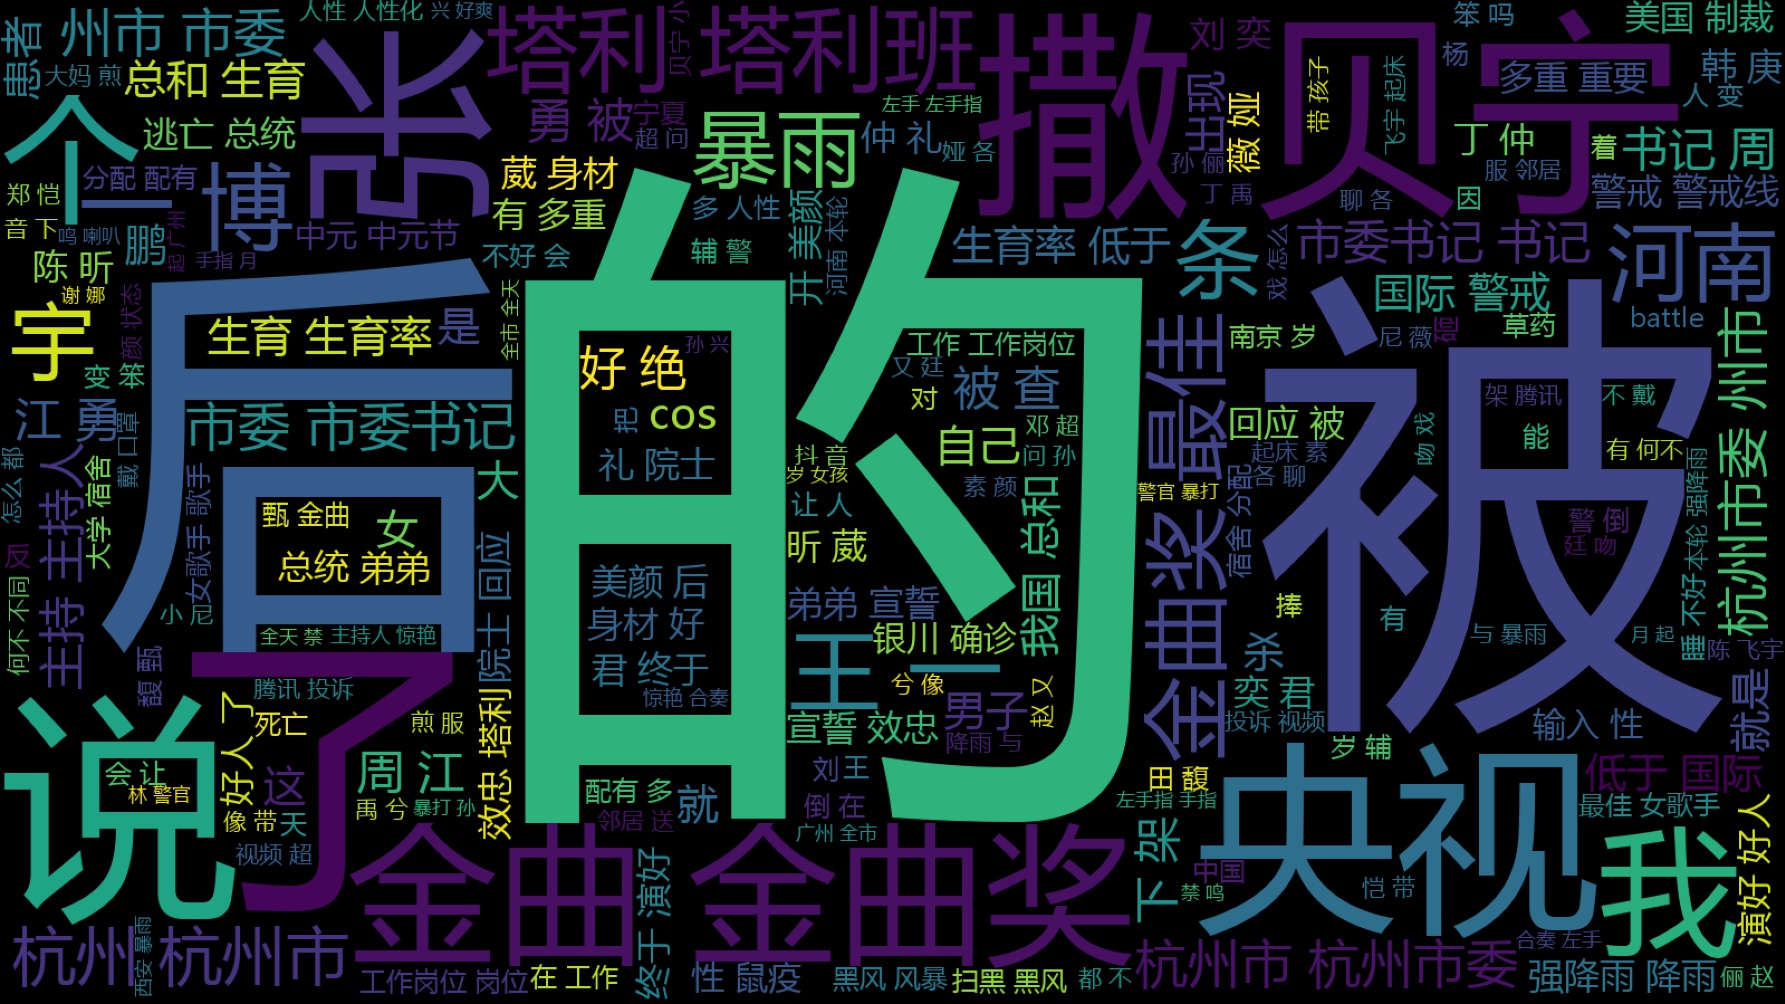 人性 人性化
兴 好爽
州市 市委
患者
大妈 煎
总和 生育
张
塔利 塔利班
贝宁 小
撒贝宁
刘 奕
笨 吗
美国 制裁
杨
多重 重要
韩 庚
人 变
个
逃亡 总统
勇 被
宁夏
超 问
暴雨
左手 左手指
仲 礼
娅 各
出现
薇 娅
带 孩子
飞宇 起床
孙 俪
丁 禹
丁 仲
服 邻居
着
书记 周
警戒 警戒线
聊 各
因
郑 恺
分配 配有
一 博
葳 身材
有 多重
多 人性
开 美颜
河南 本轮
音 下
鸣 喇叭
起 广州
鹏
中元 中元节
不好 会
辅 警
生育率 低于
条
戏 怎么
市委书记 书记
河南
陈 昕
手指 月
谢 娜
颜 状态
后
的
国际 警戒
battle
宇
生育 生育率
是
全市 全天
好 绝
孙 兴
工作 工作岗位
南京 岁
尼 薇
草药
被
变 笨
又 廷
被 查
对
最佳
金曲奖
架 腾讯
不 戴
杭州市委 州市
江 勇
戴 口罩
市委 市委书记
把
cos
自己
邓 超
回应 被
吻 戏
能
有 何不
怎么 都
主持 主持人
大学 宿舍
女歌手 歌手
大
礼 院士
抖 音
岁 女孩
问 孙
起床 素
各 聊
素 颜
警官 暴打
宿舍 分配
本轮 强降雨
甄 金曲
女
总统 弟弟
院士 回应
让 人
昕 葳
我国 总和
警 倒
廷 吻
反
何不 不同
美颜 后
身材 好
君 终于
惊艳 合奏
弟弟 宣誓
捧
有
与 暴雨
不好
月 起
小 尼
全天 禁
主持人 惊艳
王一
银川 确诊
杀
陈 飞宇
馥 甄
了
腾讯 投诉
兮 像
赵 又
奕 君
投诉 视频
输入 性
就是
说
好人 了
死亡
煎 服
效忠 塔利
宣誓 效忠
男子
降雨 与
岁 辅
会 让
林 警官
这
周 江
刘 王
田 馥
央视
低于 国际
像 带
天
禹 兮
暴打 孙
配有 多
就
邻居 送
倒 在
左手指 手指
最佳 女歌手
视频 超
广州 全市
下 架
我
演好 好人
金曲 金曲奖
终于 演好
中国
禁 鸣
恺 带
杭州 杭州市
西安 暴雨
杭州市 杭州市委
合奏 左手
工作岗位 岗位
在 工作
性 鼠疫
黑风 风暴
扫黑 黑风
都 不
强降雨 降雨
俪 赵